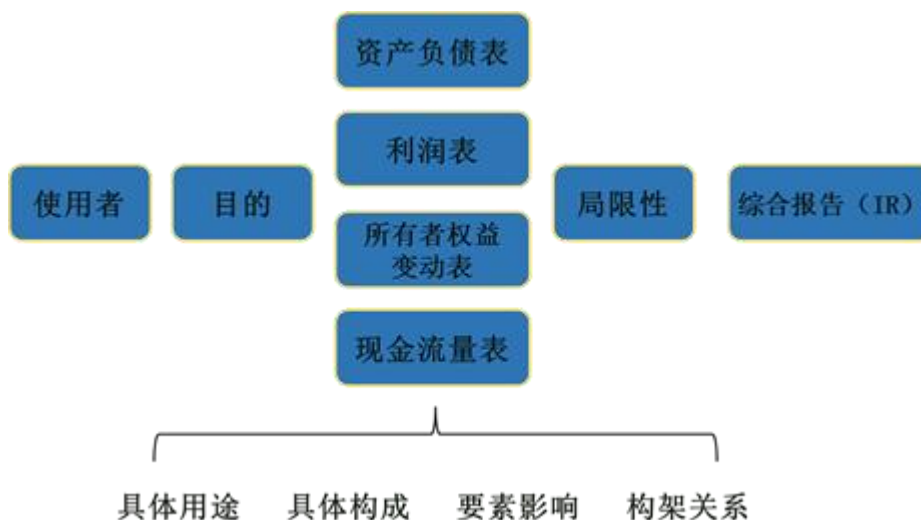 资产负债表
利润表
使用者
目的
所有者权益
变动表
现金流量表
局限性
综合报告（IR）
具体用途 具体构成 要素影响 构架关系